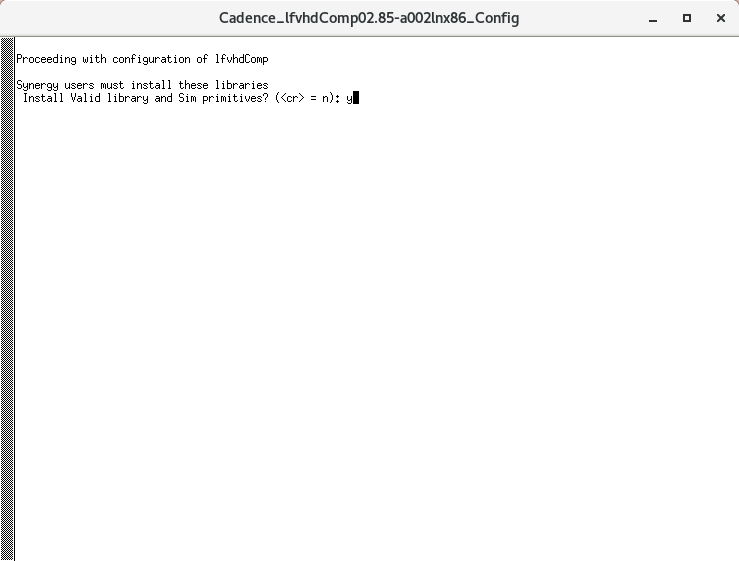 Cadence_lfvhdComp02.85-a002lnx86_Config
Proceeding with configuration of lfvhdComp
Synergy users must install these libraries
Install Valid library and Sim primitives? (<cr> = n): y